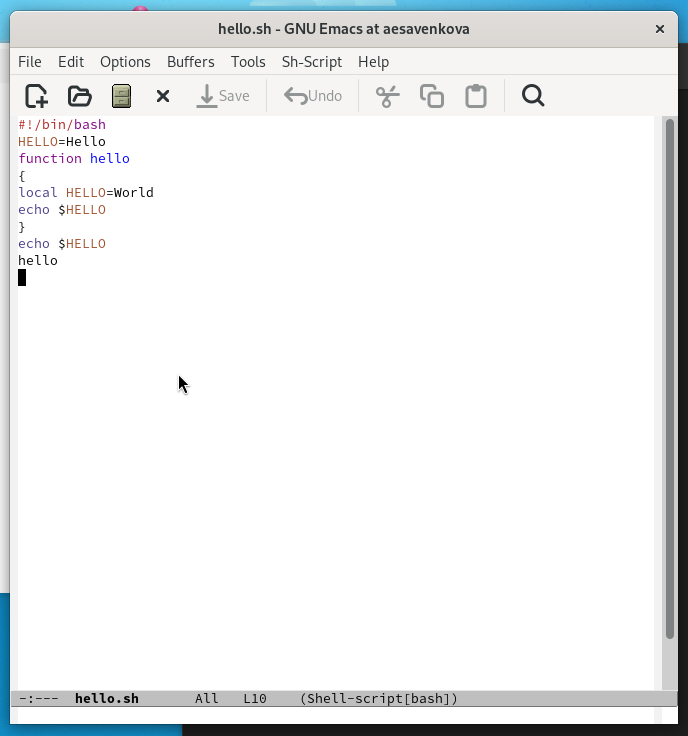 hello.sh - GNU Emacs at aesavenkova
File Edit Options Buffers Tools Sh-Script Help
Save Undo
#!/bin/bash
HELLO=Hello
function hello
{
local HELLO=World
echo $HELLO
}
echo $HELLO
hello
-:--- hello.sh All L10 (Shell-script[bash])